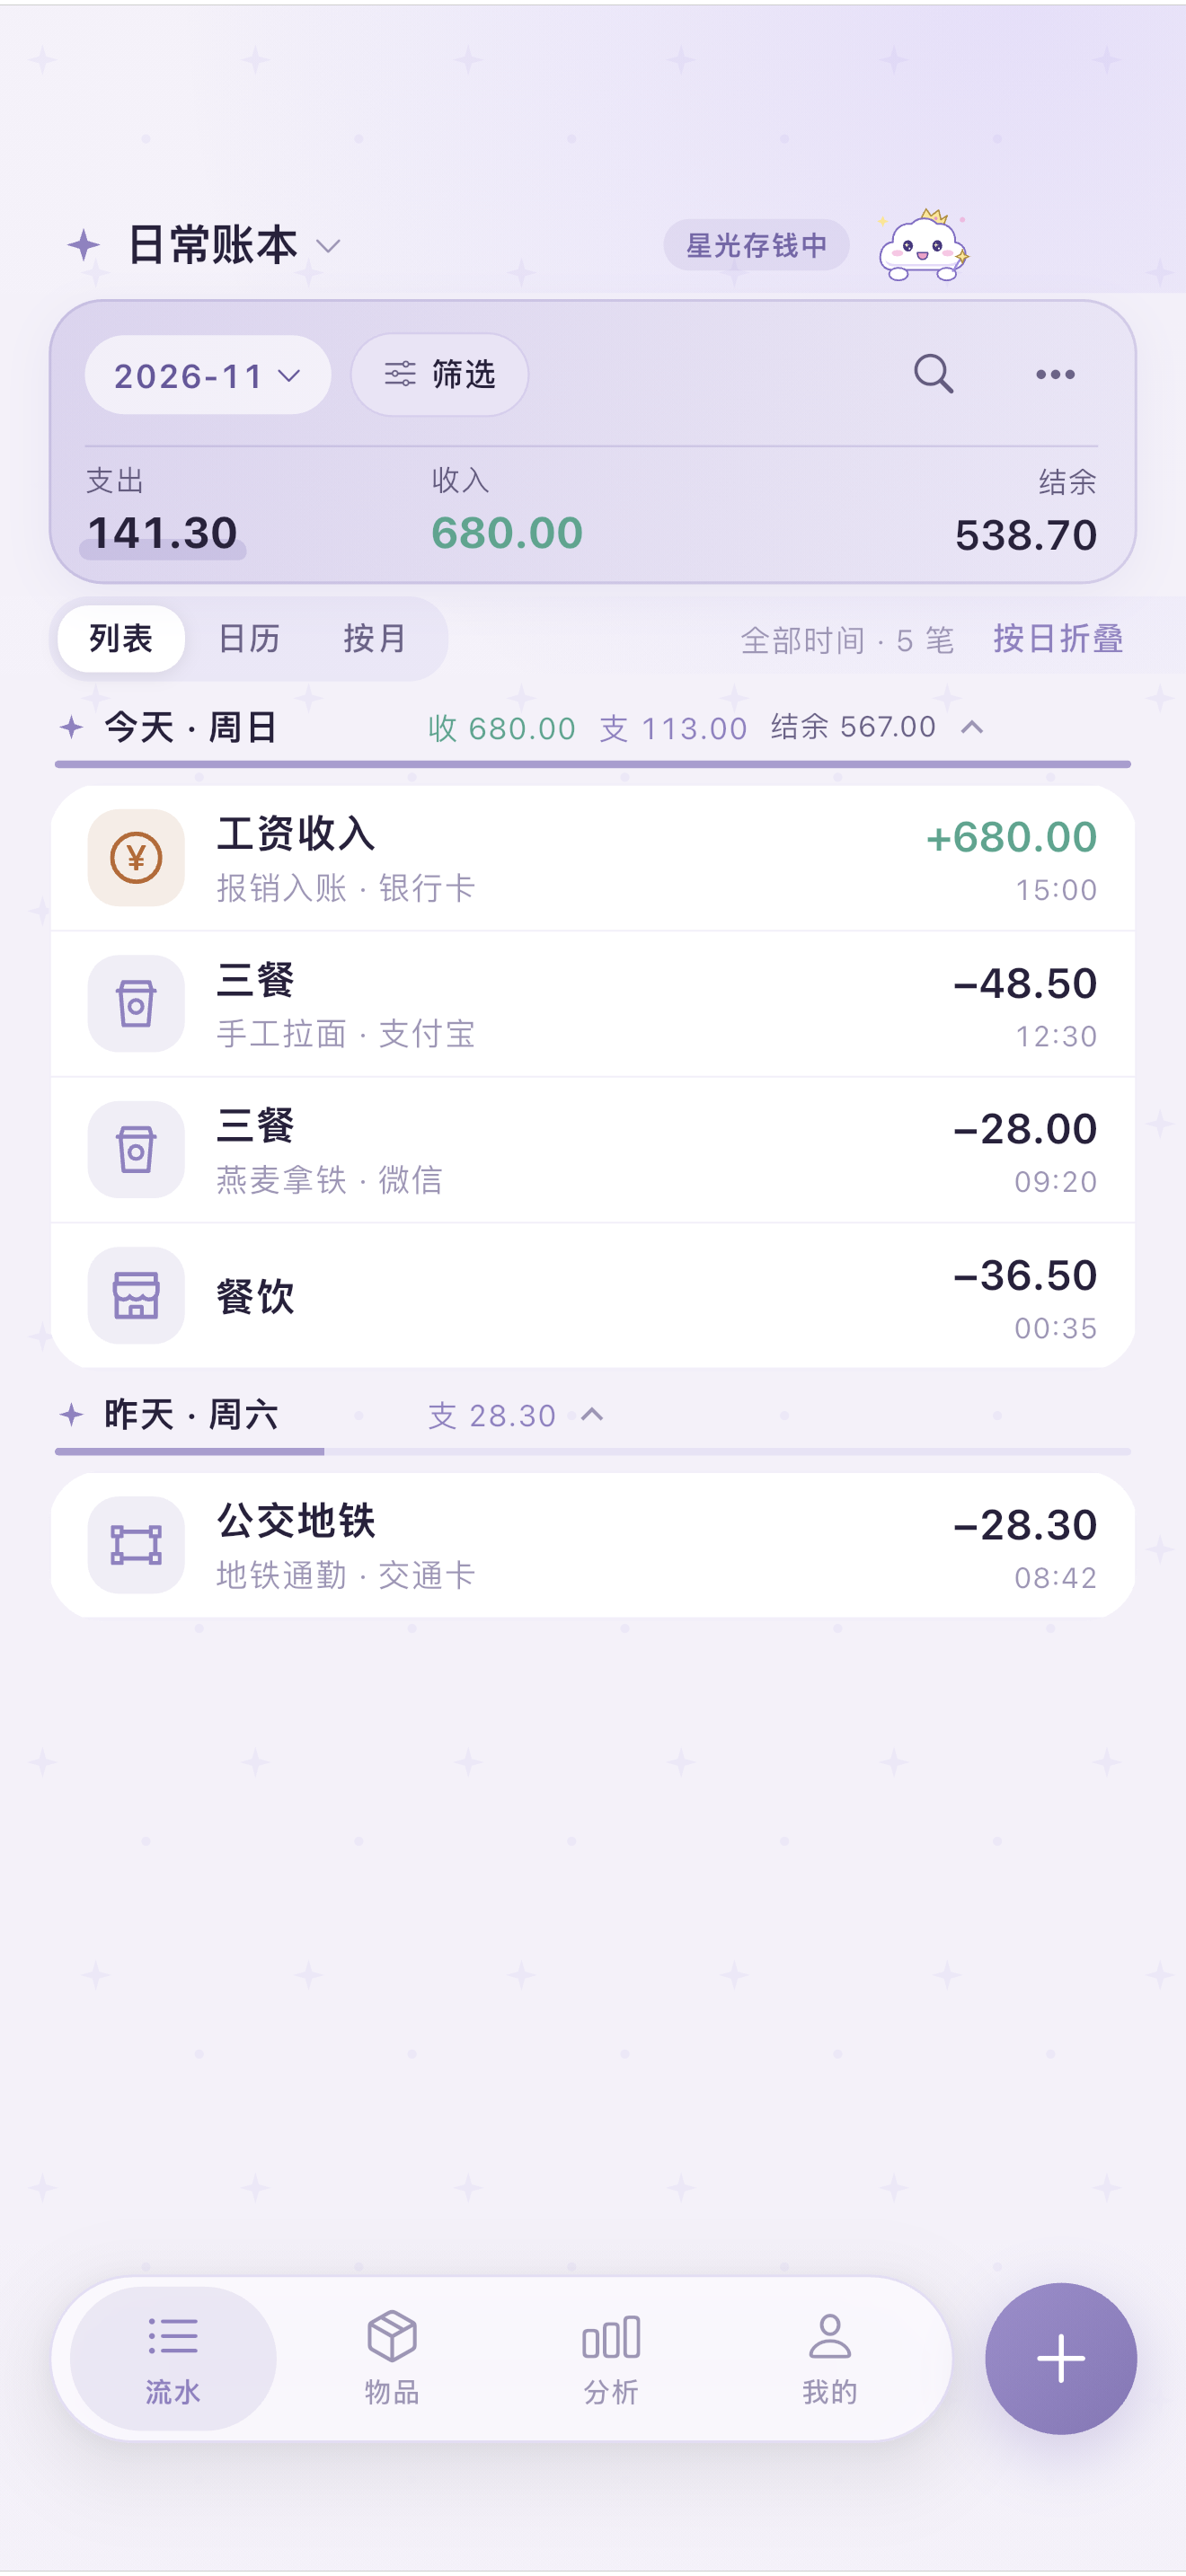 日常账本
星光存钱中
2026-11
筛选
支出
收入
结余
141.30
680.00
538.70
列表
日历
按月
全部时间 · 5 笔
按日折叠
今天 · 周日
收 680.00
支 113.00
结余 567.00
工资收入
+680.00
报销入账 · 银行卡
15:00
三餐
–48.50
手工拉面 · 支付宝
12:30
三餐
–28.00
燕麦拿铁 · 微信
09:20
餐饮
–36.50
00:35
昨天 · 周六
支 28.30
公交地铁
–28.30
地铁通勤 · 交通卡
08:42
流水
物品
分析
我的